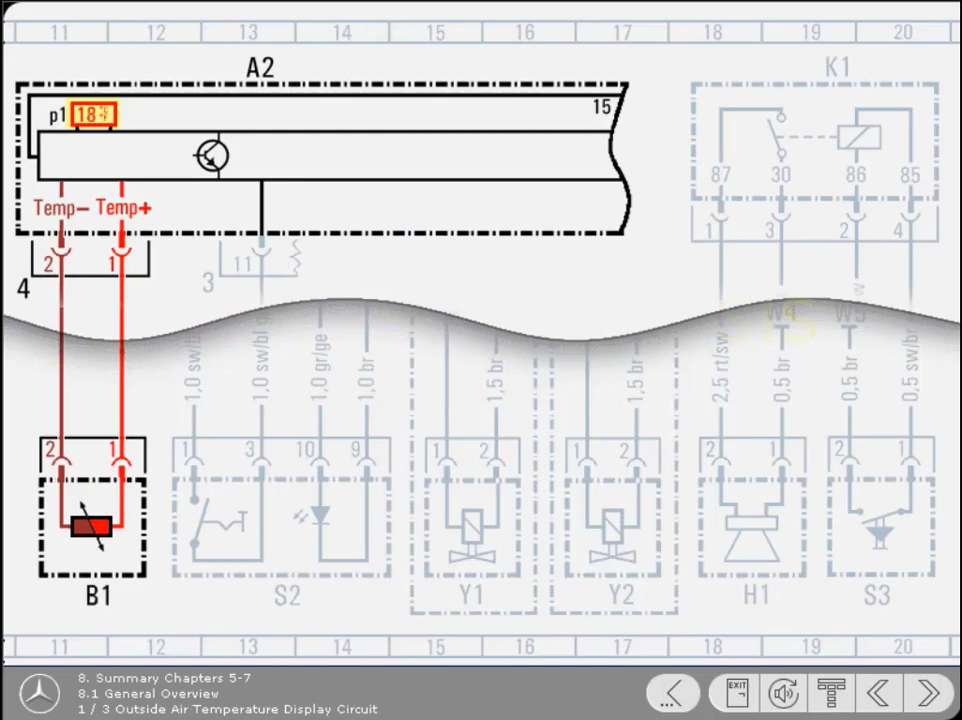 11 12 13 14 15 16 17 18 19 20
A2 K1
p1 18 °C 15
87 30 86 85
Temp− Temp+
2 1 11 1 3 2 4
4 3
W4 W5
1,0 sw/bl 1,0 sw/bl 1,0 gr/ge 1,0 br 1,5 br 1,5 br 2,5 rt/sw 0,5 br 0,5 br 0,5 sw/br
2 1 1 3 10 9 1 2 1 2 2 1 2 1
B1 S2 Y1 Y2 H1 S3
11 12 13 14 15 16 17 18 19 20
8. Summary Chapters 5-7
8.1 General Overview
1 / 3 Outside Air Temperature Display Circuit
EXIT